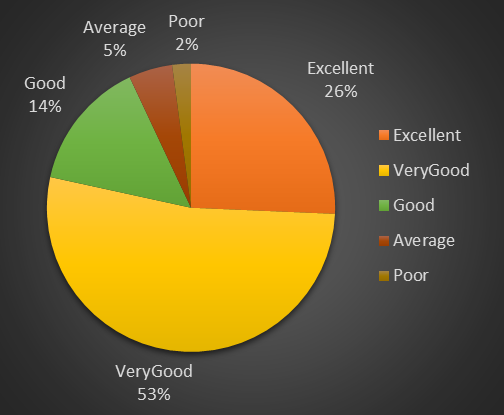 Poor
2%
Average
5%
Excellent
26%
Good
14%
VeryGood
53%
Excellent
VeryGood
Good
Average
Poor